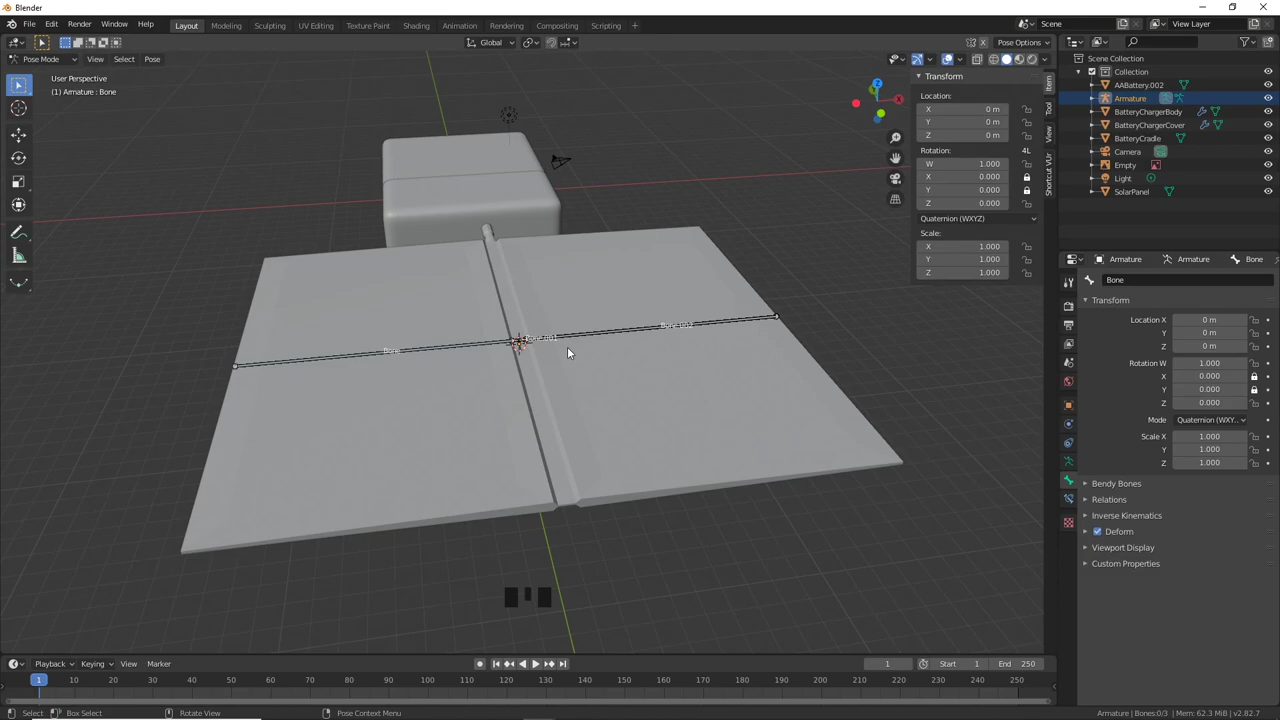 Blender
File Edit Render Window Help Layout Modeling Sculpting UV Editing Texture Paint Shading Animation Rendering Compositing Scripting + Scene View Layer
Global Pose Options
Pose Mode View Select Pose
User Perspective
(1) Armature : Bone
Bone
Bone.002
Transform
Location:
X 0 m
Y 0 m
Z 0 m
Rotation: 4L
W 1.000
X 0.000
Y 0.000
Z 0.000
Quaternion (WXYZ)
Scale:
X 1.000
Y 1.000
Z 1.000
Item
Tool
View
Shortcut VUr
Z
X
Scene Collection
Collection
AABattery.002
Armature
BatteryChargerBody
BatteryChargerCover
BatteryCradle
Camera
Empty
Light
SolarPanel
Armature Armature Bone
Bone
Transform
Location X 0 m
Y 0 m
Z 0 m
Rotation W 1.000
X 0.000
Y 0.000
Z 0.000
Mode Quaternion (WXY..
Scale X 1.000
Y 1.000
Z 1.000
Bendy Bones
Relations
Inverse Kinematics
Deform
Viewport Display
Custom Properties
Playback Keying View Marker 1 Start 1 End 250
1 10 20 30 40 50 60 70 80 90 100 110 120 130 140 150 160 170 180 190 200 210 220 230 240 250
Select Box Select Rotate View Pose Context Menu Armature | Bones:0/3 | Mem: 62.3 MiB | v2.82.7